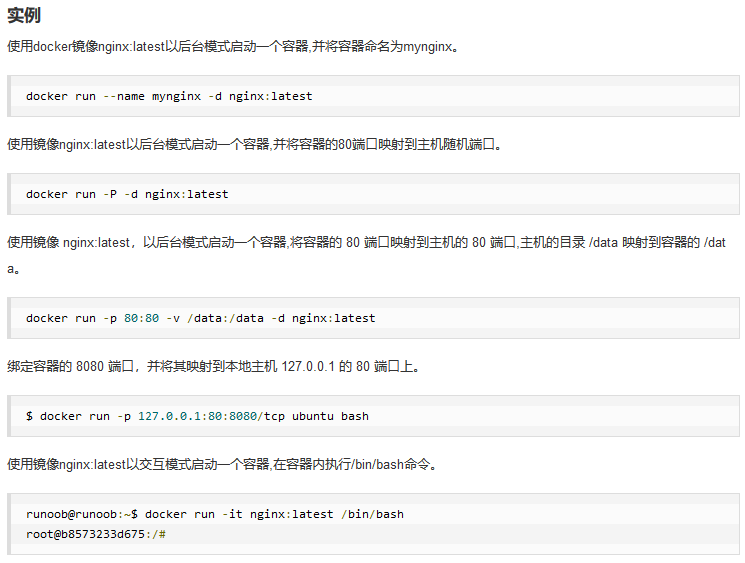 实例
使用docker镜像nginx:latest以后台模式启动一个容器,并将容器命名为mynginx。
docker run --name mynginx -d nginx:latest
使用镜像nginx:latest以后台模式启动一个容器,并将容器的80端口映射到主机随机端口。
docker run -P -d nginx:latest
使用镜像 nginx:latest，以后台模式启动一个容器,将容器的 80 端口映射到主机的 80 端口,主机的目录 /data 映射到容器的 /dat
a。
docker run -p 80:80 -v /data:/data -d nginx:latest
绑定容器的 8080 端口，并将其映射到本地主机 127.0.0.1 的 80 端口上。
$ docker run -p 127.0.0.1:80:8080/tcp ubuntu bash
使用镜像nginx:latest以交互模式启动一个容器,在容器内执行/bin/bash命令。
runoob@runoob:~$ docker run -it nginx:latest /bin/bash
root@b8573233d675:/#